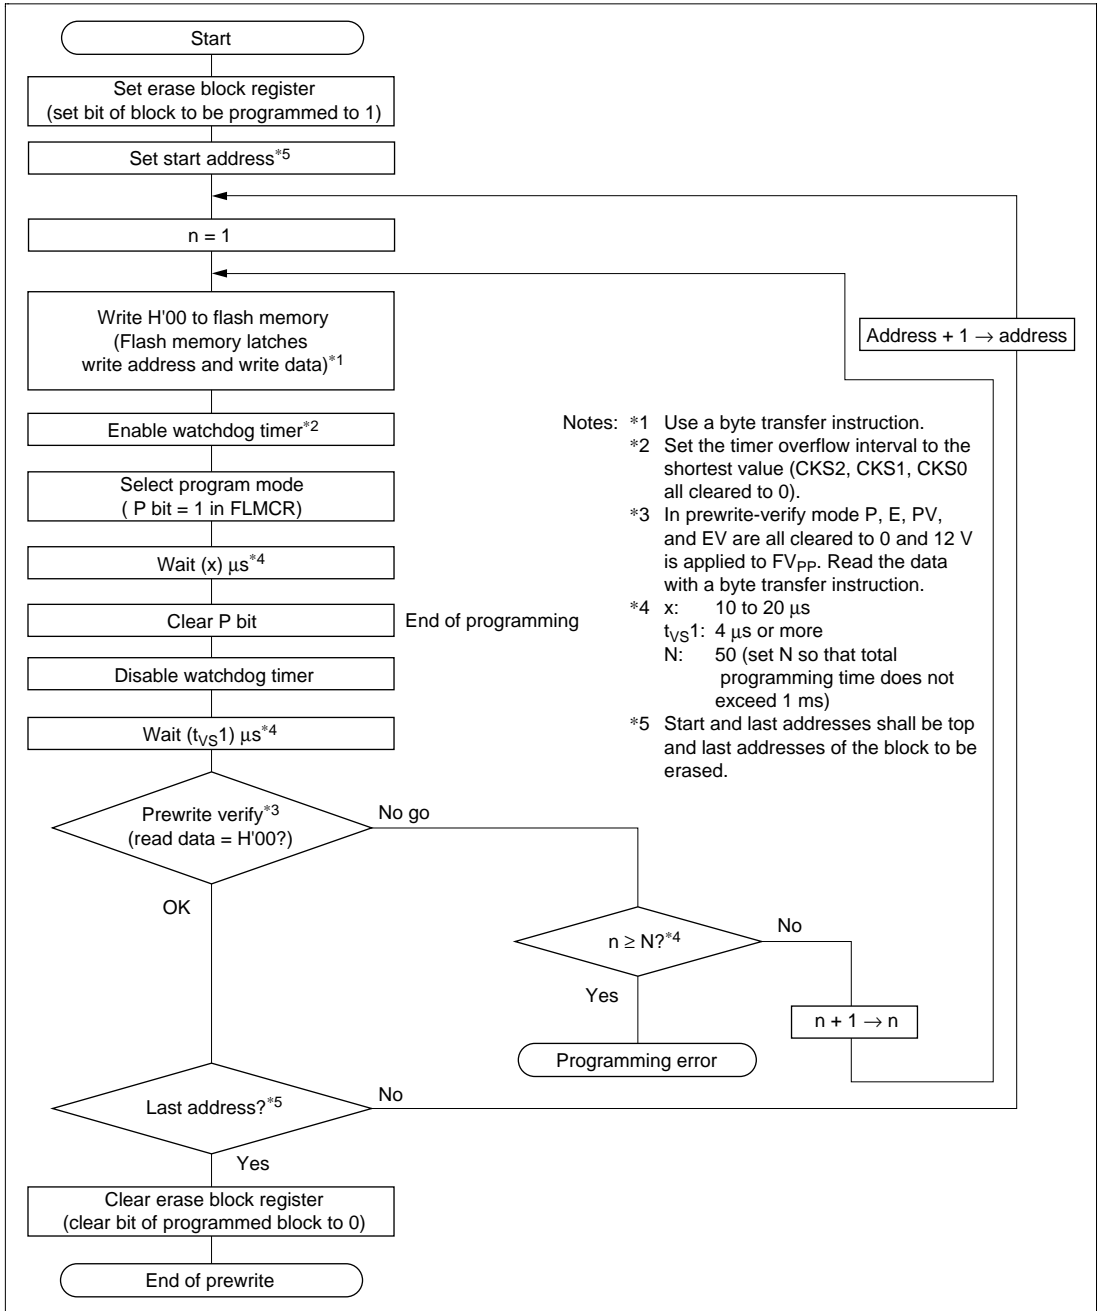 Start
Set erase block register
(set bit of block to be programmed to 1)
Set start address*5
n = 1
Write H'00 to flash memory
(Flash memory latches
write address and write data)*1
Address + 1 → address
Enable watchdog timer*2
Select program mode
( P bit = 1 in FLMCR)
Wait (x) µs*4
Clear P bit
End of programming
Disable watchdog timer
Wait (tVS1) µs*4
Notes: *1 Use a byte transfer instruction.
*2 Set the timer overflow interval to the
shortest value (CKS2, CKS1, CKS0
all cleared to 0).
*3 In prewrite-verify mode P, E, PV,
and EV are all cleared to 0 and 12 V
is applied to FVPP. Read the data
with a byte transfer instruction.
*4 x: 10 to 20 µs
tVS1: 4 µs or more
N: 50 (set N so that total
programming time does not
exceed 1 ms)
*5 Start and last addresses shall be top
and last addresses of the block to be
erased.
Prewrite verify*3
(read data = H'00?)
No go
OK
n ≥ N?*4
No
Yes
n + 1 → n
Programming error
Last address?*5
No
Yes
Clear erase block register
(clear bit of programmed block to 0)
End of prewrite